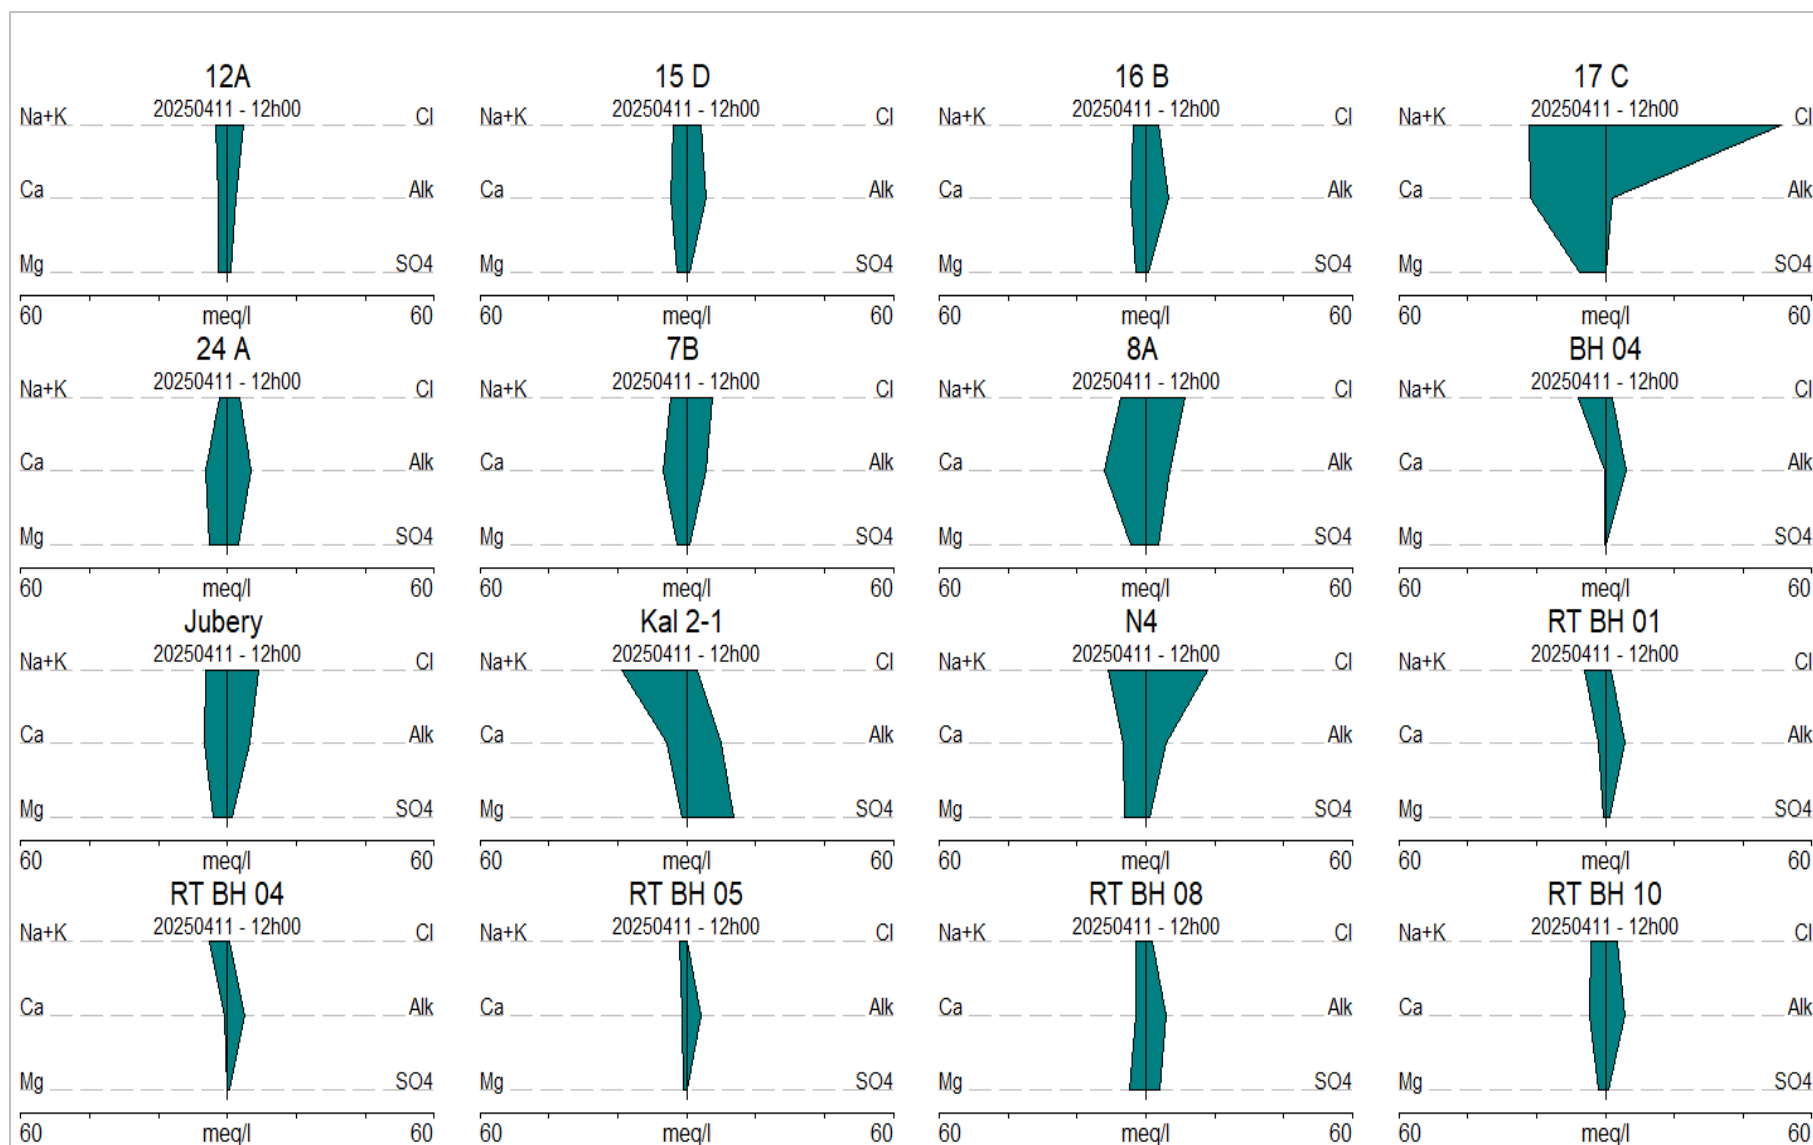 12A 15 D 16 B 17 C
20250411 - 12h00 20250411 - 12h00 20250411 - 12h00 20250411 - 12h00
Na+K Cl Na+K Cl Na+K Cl Na+K Cl
Ca Alk Ca Alk Ca Alk Ca Alk
Mg SO4 Mg SO4 Mg SO4 Mg SO4
60 meq/l 60 60 meq/l 60 60 meq/l 60 60 meq/l 60
24 A 7B 8A BH 04
20250411 - 12h00 20250411 - 12h00 20250411 - 12h00 20250411 - 12h00
Na+K Cl Na+K Cl Na+K Cl Na+K Cl
Ca Alk Ca Alk Ca Alk Ca Alk
Mg SO4 Mg SO4 Mg SO4 Mg SO4
60 meq/l 60 60 meq/l 60 60 meq/l 60 60 meq/l 60
Jubery Kal 2-1 N4 RT BH 01
20250411 - 12h00 20250411 - 12h00 20250411 - 12h00 20250411 - 12h00
Na+K Cl Na+K Cl Na+K Cl Na+K Cl
Ca Alk Ca Alk Ca Alk Ca Alk
Mg SO4 Mg SO4 Mg SO4 Mg SO4
60 meq/l 60 60 meq/l 60 60 meq/l 60 60 meq/l 60
RT BH 04 RT BH 05 RT BH 08 RT BH 10
20250411 - 12h00 20250411 - 12h00 20250411 - 12h00 20250411 - 12h00
Na+K Cl Na+K Cl Na+K Cl Na+K Cl
Ca Alk Ca Alk Ca Alk Ca Alk
Mg SO4 Mg SO4 Mg SO4 Mg SO4
60 meq/l 60 60 meq/l 60 60 meq/l 60 60 meq/l 60